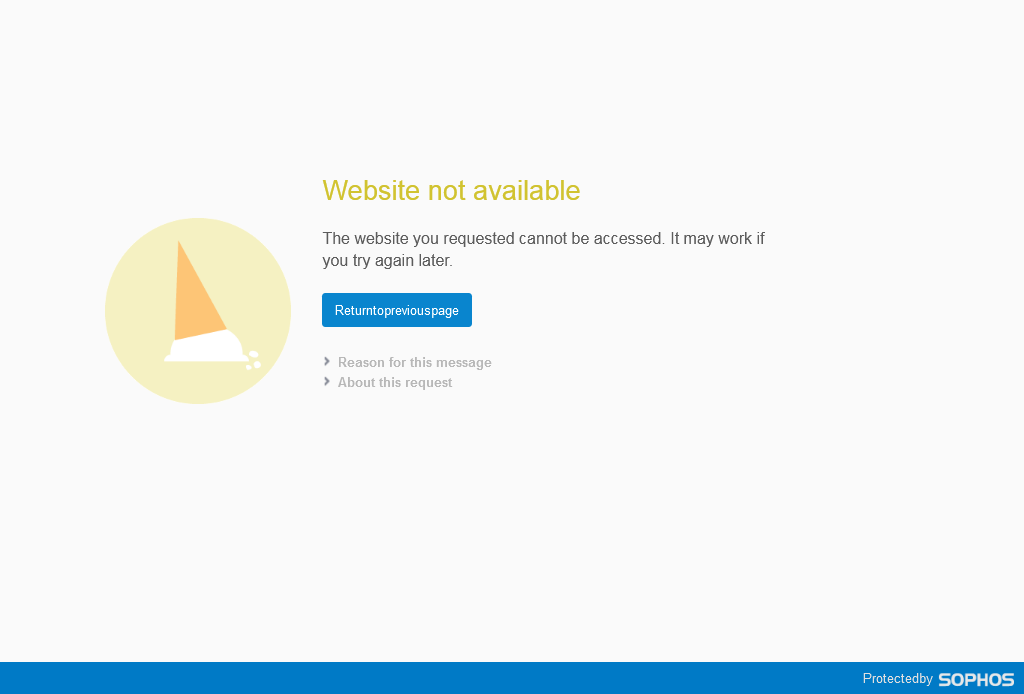 Website not available
The website you requested cannot be accessed. It may work if
you try again later.
Returntopreviouspage
Reason for this message
About this request
Protectedby SOPHOS